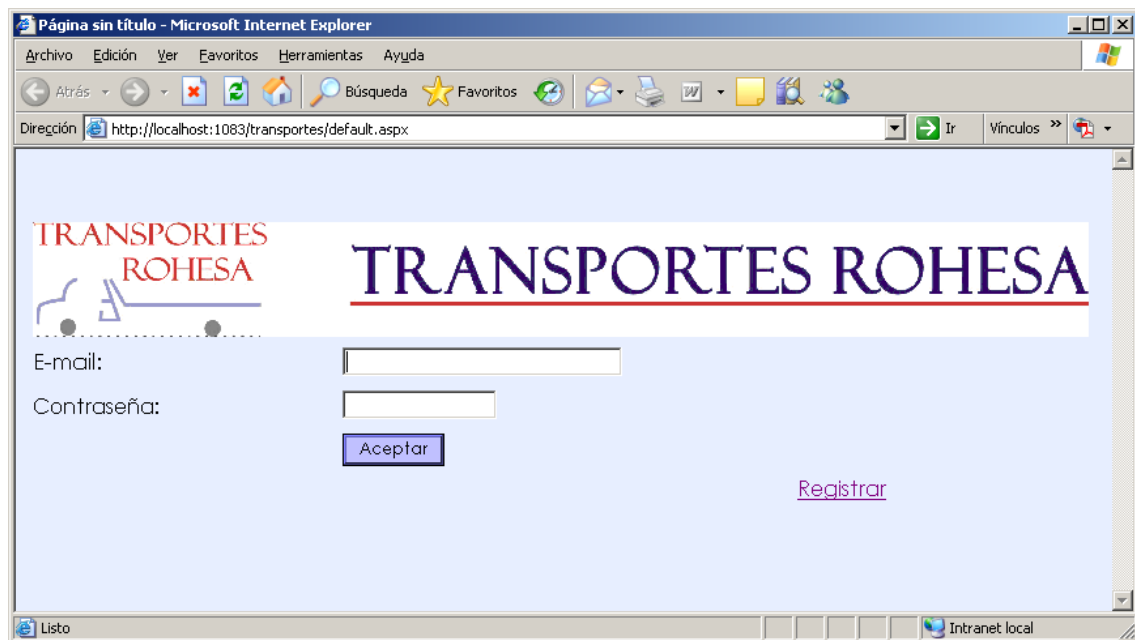 Página sin título - Microsoft Internet Explorer
Archivo Edición Ver Favoritos Herramientas Ayuda
Atrás Búsqueda Favoritos
Dirección http://localhost:1083/transportes/default.aspx Ir Vínculos »
TRANSPORTES
ROHESA
TRANSPORTES ROHESA
E-mail:
Contraseña:
Aceptar
Registrar
Listo Intranet local